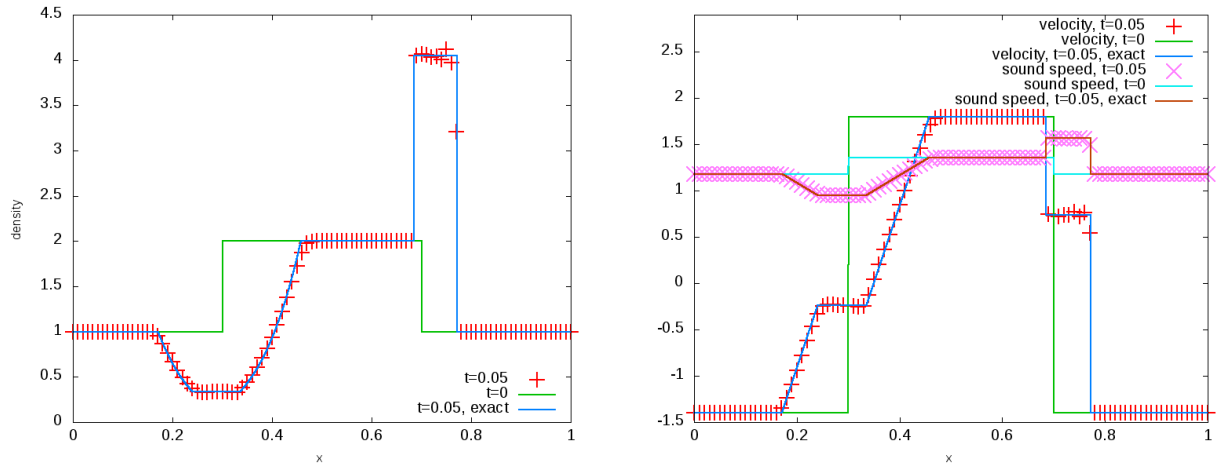 4.5
4
3.5
3
2.5
2
1.5
1
0.5
0
density
t=0.05
t=0
t=0.05, exact
0 0.2 0.4 0.6 0.8 1
x
velocity, t=0.05
velocity, t=0
velocity, t=0.05, exact
sound speed, t=0.05
sound speed, t=0
sound speed, t=0.05, exact
2.5
2
1.5
1
0.5
0
-0.5
-1
-1.5
0 0.2 0.4 0.6 0.8 1
x